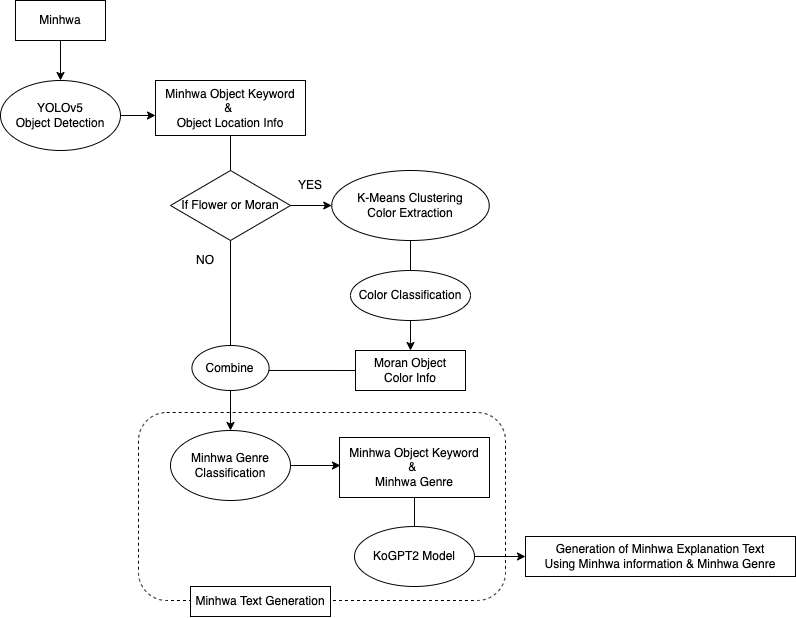 Minhwa
YOLOv5
Object Detection
Minhwa Object Keyword
&
Object Location Info
If Flower or Moran
YES
K-Means Clustering
Color Extraction
NO
Color Classification
Combine
Moran Object
Color Info
Minhwa Genre
Classification
Minhwa Object Keyword
&
Minhwa Genre
KoGPT2 Model
Generation of Minhwa Explanation Text
Using Minhwa information & Minhwa Genre
Minhwa Text Generation